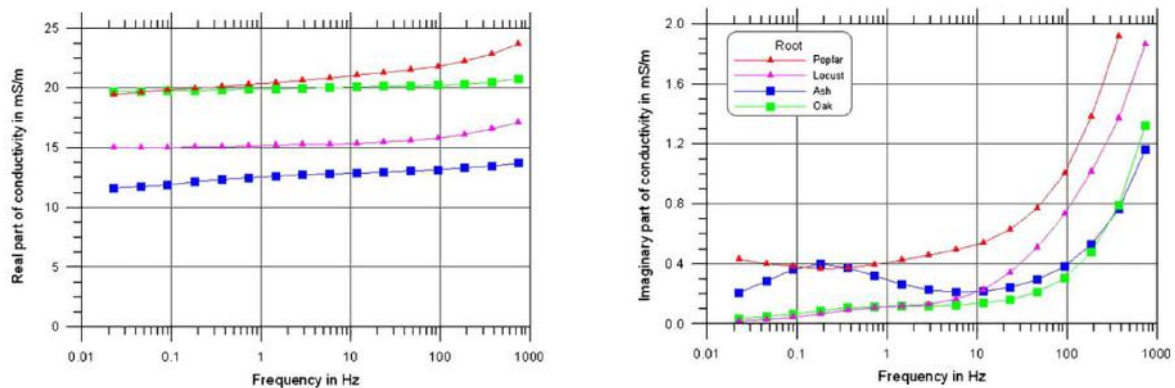 Real part of conductivity in mS/m
25
20
15
10
5
0
0.01 0.1 1 10 100 1000
Frequency in Hz
Imaginary part of conductivity in mS/m
2.0
1.6
1.2
0.8
0.4
0.0
Root
Poplar
Locust
Ash
Oak
0.01 0.1 1 10 100 1000
Frequency in Hz